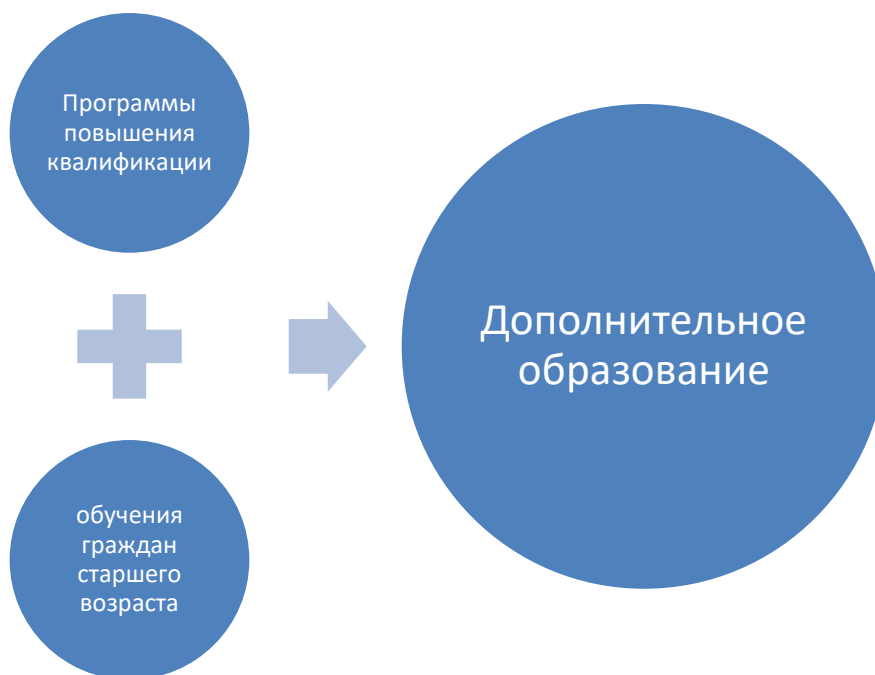 Программы
повышения
квалификации
обучения
граждан
старшего
возраста
Дополнительное
образование